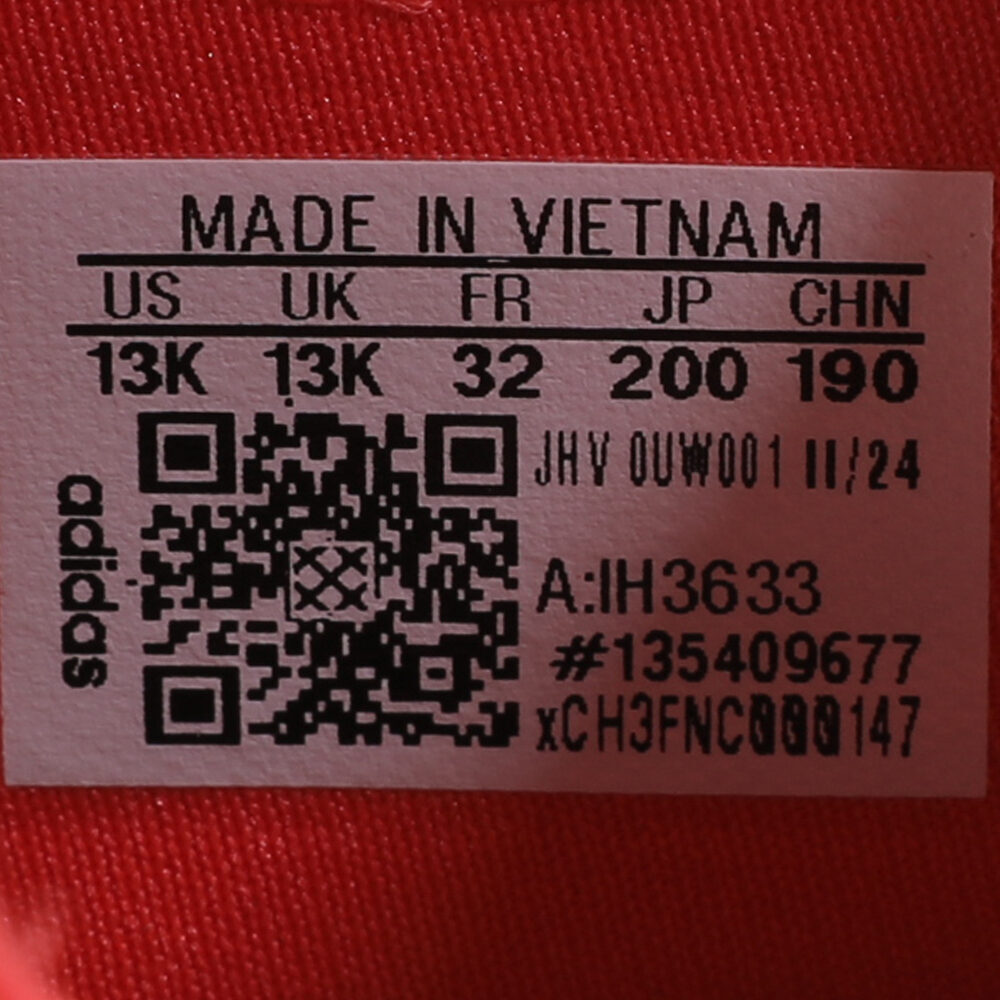 MADE IN VIETNAM
US UK FR JP CHN
13K 13K 32 200 190
JHV 0UW001 11/24
A:IH3633
#135409677
xCH3FNC000147
adidas